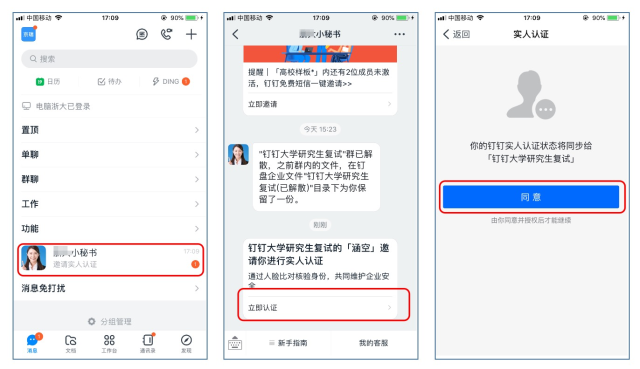 中国移动
17:09
90%
Q 搜索
日历
待办
DING
电脑浙大已登录
置顶
单聊
群聊
工作
功能
小秘书
17:09
邀请实人认证
消息免打扰
分组管理
消息
文档
工作台
通讯录
发现
中国移动
17:09
90%
小秘书
提醒 | 「高校样板*」内还有2位成员未激
活，钉钉免费短信一键邀请>>
立即邀请
今天 15:23
"钉钉大学研究生复试"群已解
散，之前群内的文件，在钉
盘企业文件"钉钉大学研究生
复试(已解散)"目录下为你保
留了一份。
刚刚
钉钉大学研究生复试的「涵空」邀
请你进行实人认证
通过人脸比对核验身份，共同维护企业安
全
立即认证
新手指南
我的客服
中国移动
17:09
90%
返回
实人认证
你的钉钉实人认证状态将同步给
「钉钉大学研究生复试」
同意
由你同意并授权后才能继续